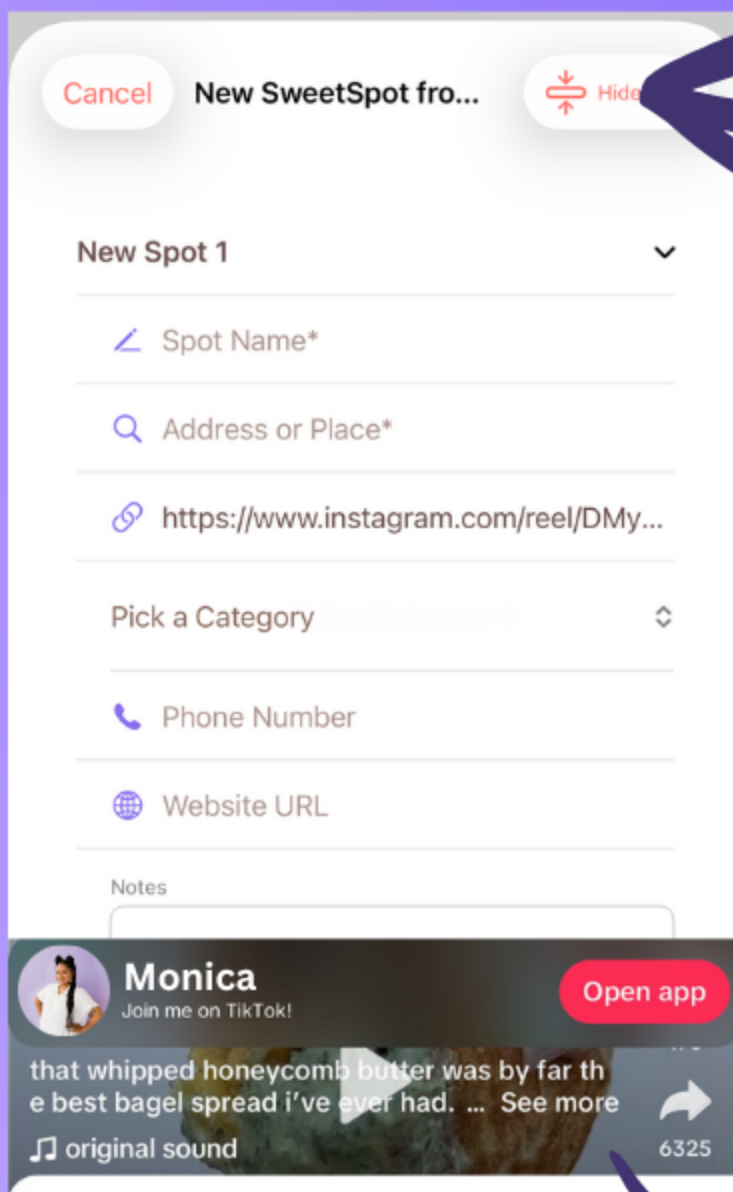 Cancel New SweetSpot fro... Hide
New Spot 1
Spot Name*
Address or Place*
https://www.instagram.com/reel/DMy...
Pick a Category
Phone Number
Website URL
Notes
Monica
Join me on TikTok!
Open app
that whipped honeycomb butter was by far th
e best bagel spread i've ever had. ... See more
original sound
6325